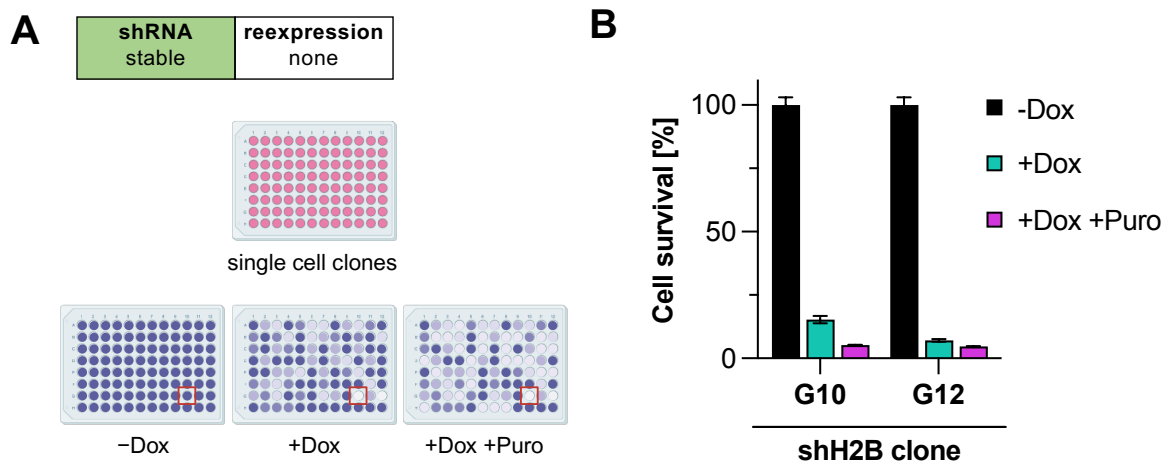 A
shRNA
stable
reexpression
none
single cell clones
−Dox
+Dox
+Dox +Puro
B
Cell survival [%]
100
50
0
-Dox
+Dox
+Dox +Puro
G10
G12
shH2B clone